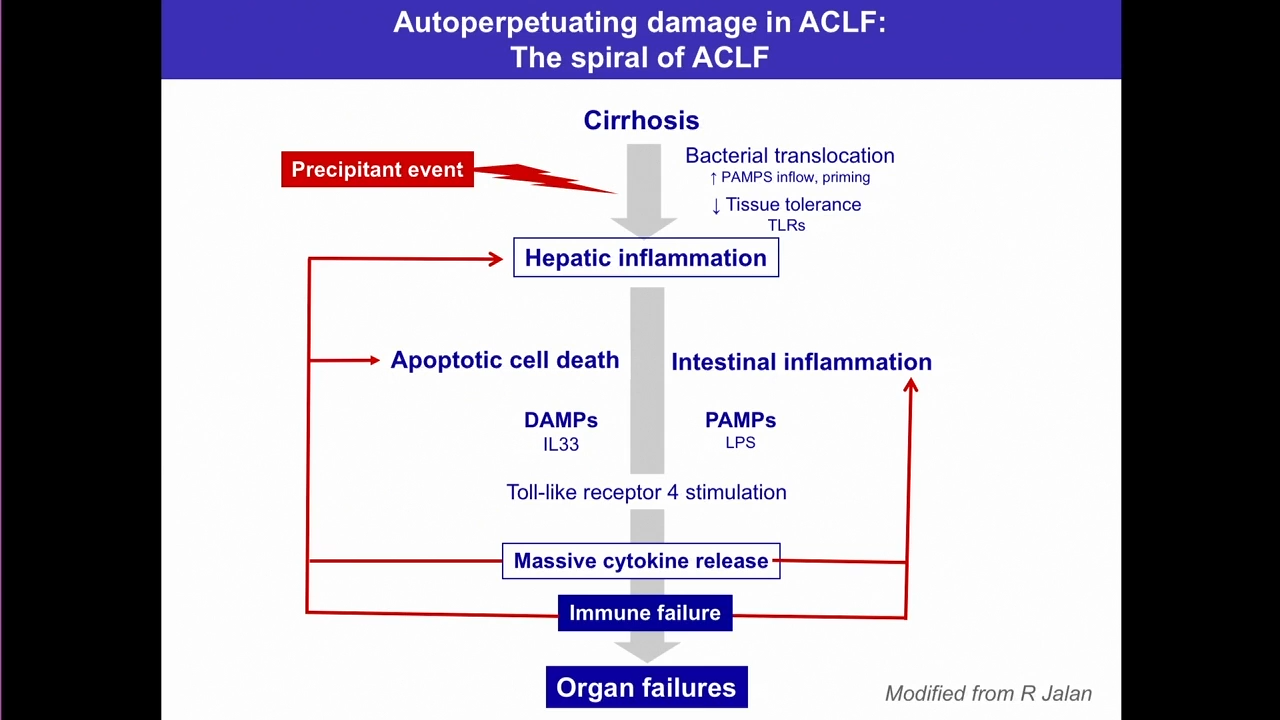 Autoperpetuating damage in ACLF:
The spiral of ACLF
Cirrhosis
Precipitant event
Bacterial translocation
↑ PAMPS inflow, priming
↓ Tissue tolerance
TLRs
Hepatic inflammation
Apoptotic cell death
Intestinal inflammation
DAMPs
IL33
PAMPs
LPS
Toll-like receptor 4 stimulation
Massive cytokine release
Immune failure
Organ failures
Modified from R Jalan